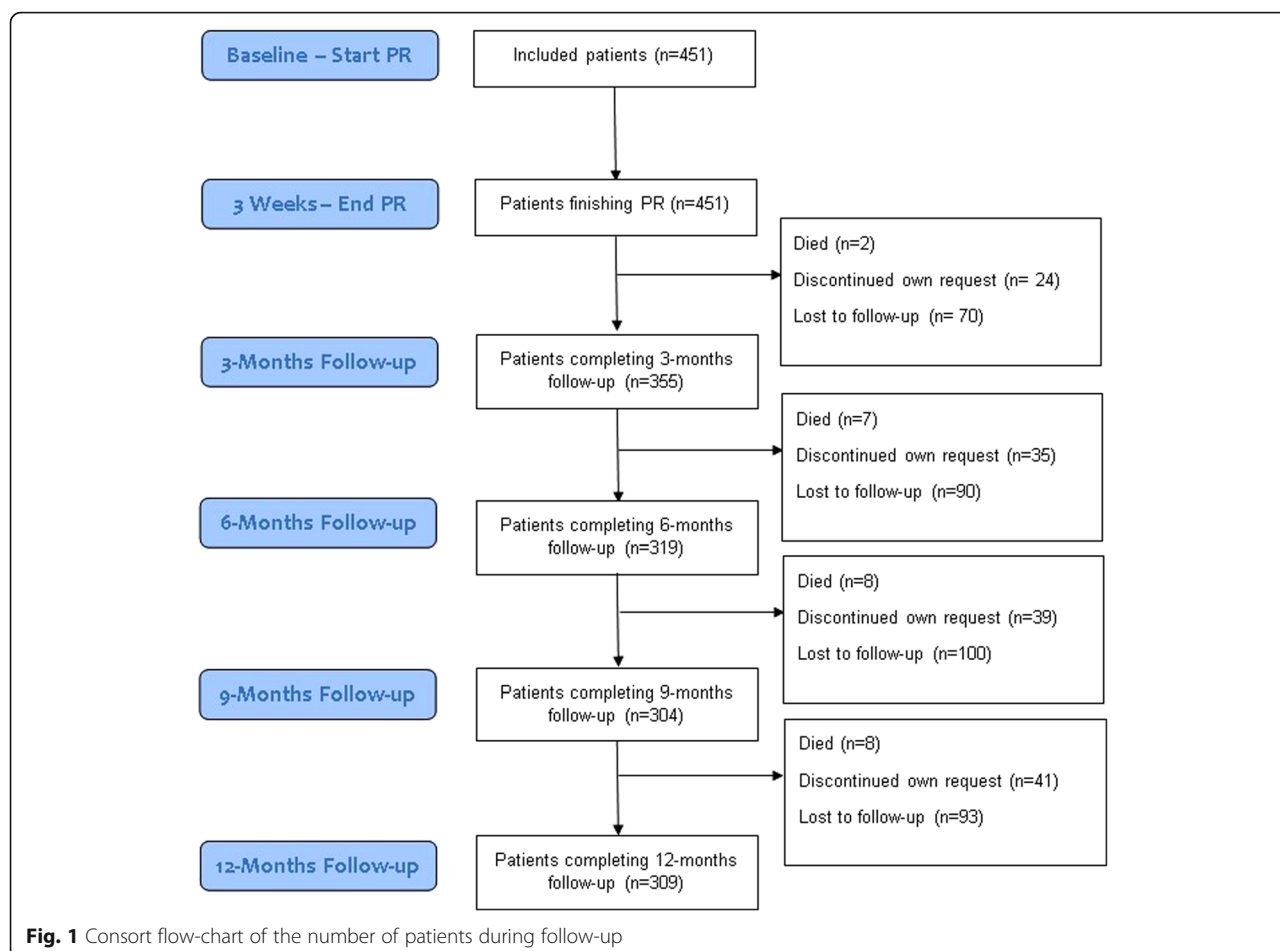 Baseline – Start PR
Included patients (n=451)
3 Weeks – End PR
Patients finishing PR (n=451)
Died (n=2)
Discontinued own request (n= 24)
Lost to follow-up (n= 70)
3-Months Follow-up
Patients completing 3-months
follow-up (n=355)
Died (n=7)
Discontinued own request (n=35)
Lost to follow-up (n=90)
6-Months Follow-up
Patients completing 6-months
follow-up (n=319)
Died (n=8)
Discontinued own request (n=39)
Lost to follow-up (n=100)
9-Months Follow-up
Patients completing 9-months
follow-up (n=304)
Died (n=8)
Discontinued own request (n=41)
Lost to follow-up (n=93)
12-Months Follow-up
Patients completing 12-months
follow-up (n=309)
Fig. 1 Consort flow-chart of the number of patients during follow-up